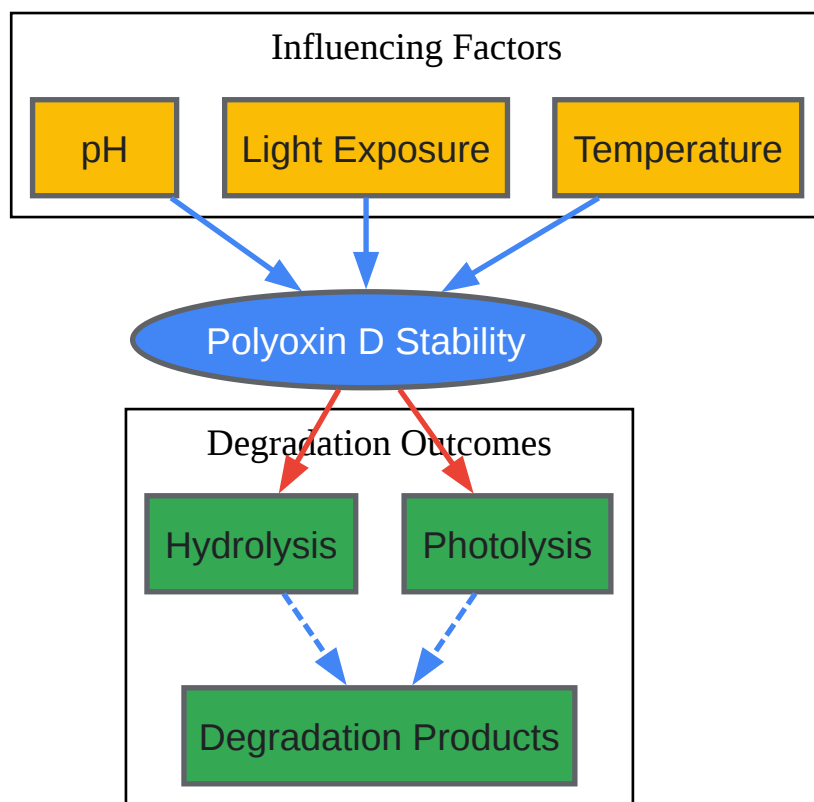 Influencing Factors
pH
Light Exposure
Temperature
Polyoxin D Stability
Degradation Outcomes
Hydrolysis
Photolysis
Degradation Products